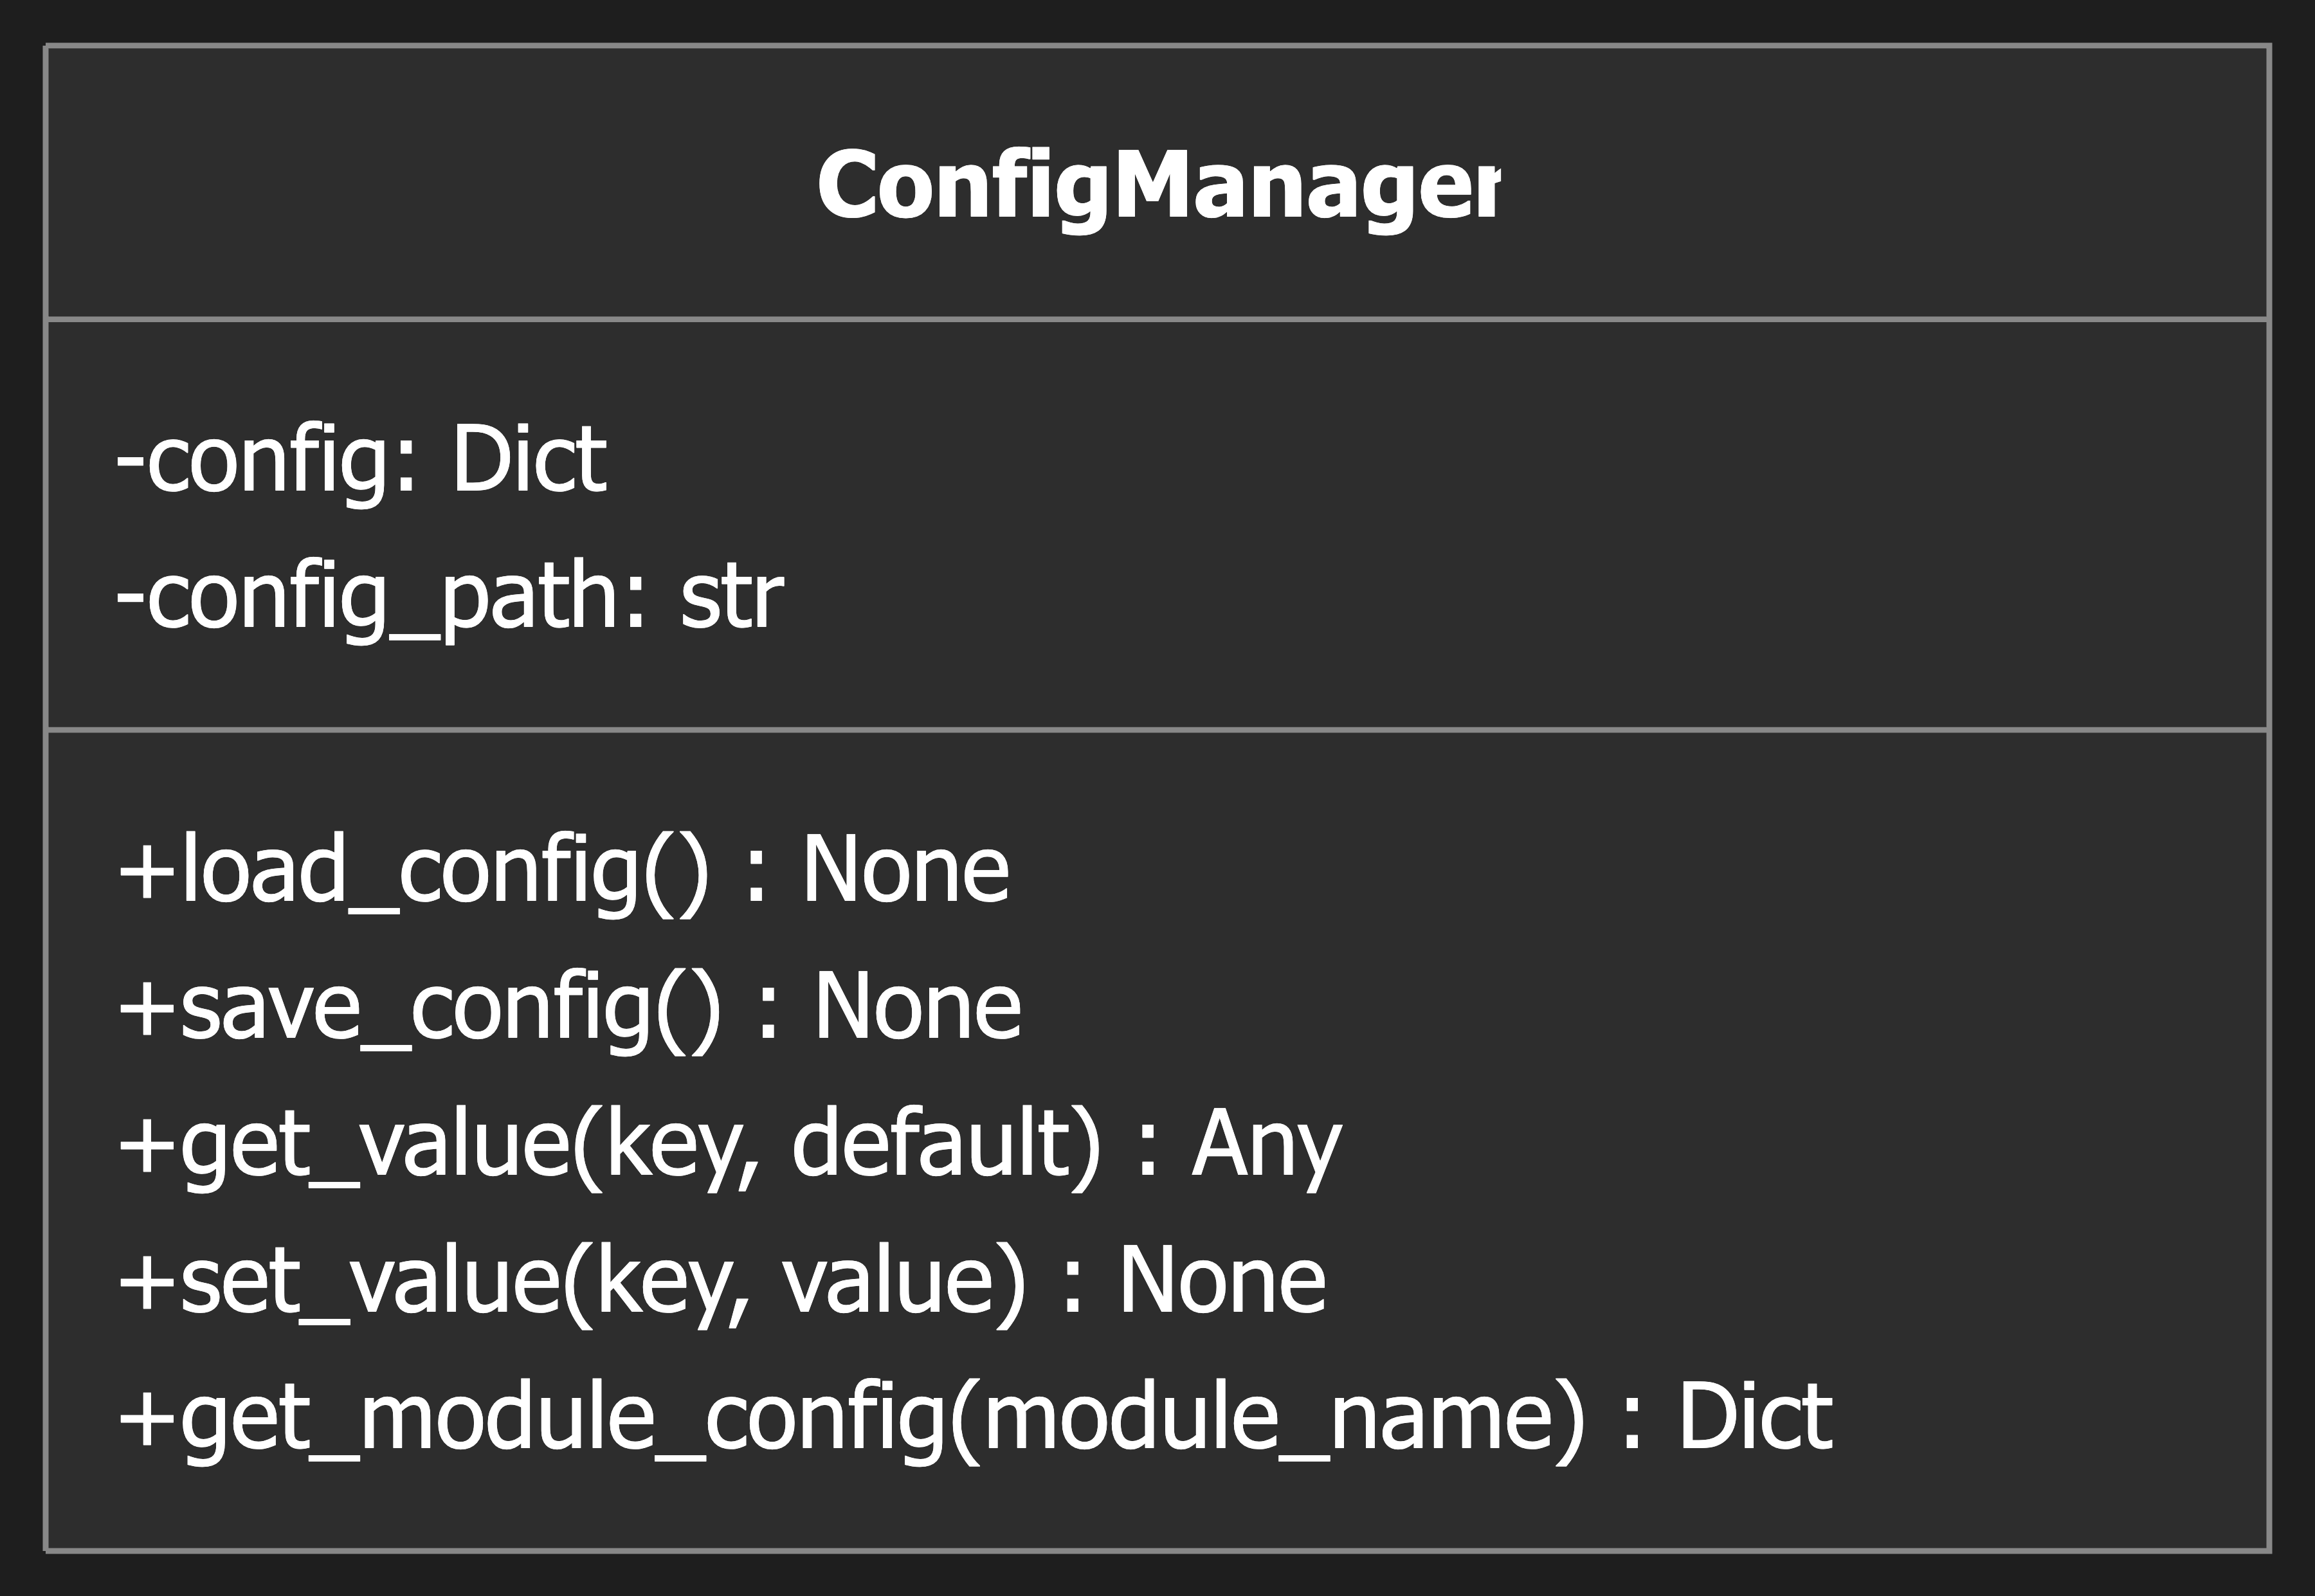 ConfigManager
-config: Dict
-config_path: str
+load_config() : None
+save_config() : None
+get_value(key, default) : Any
+set_value(key, value) : None
+get_module_config(module_name) : Dict